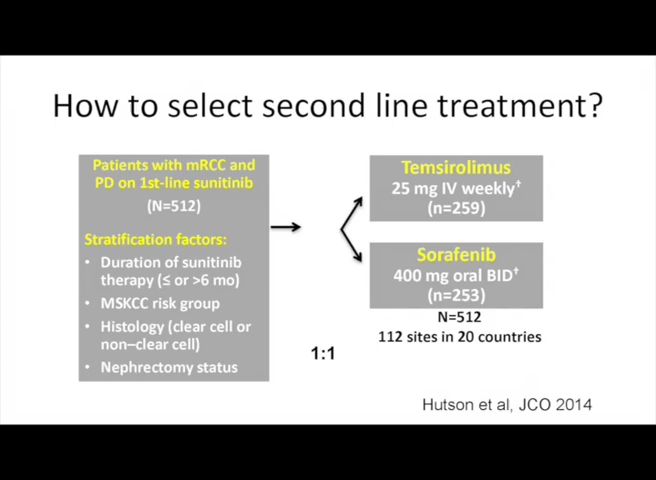 How to select second line treatment?
Patients with mRCC and
PD on 1st-line sunitinib
(N=512)
Stratification factors:
• Duration of sunitinib
therapy (≤ or >6 mo)
• MSKCC risk group
• Histology (clear cell or
non–clear cell)
• Nephrectomy status
1:1
Temsirolimus
25 mg IV weekly†
(n=259)
Sorafenib
400 mg oral BID†
(n=253)
N=512
112 sites in 20 countries
Hutson et al, JCO 2014